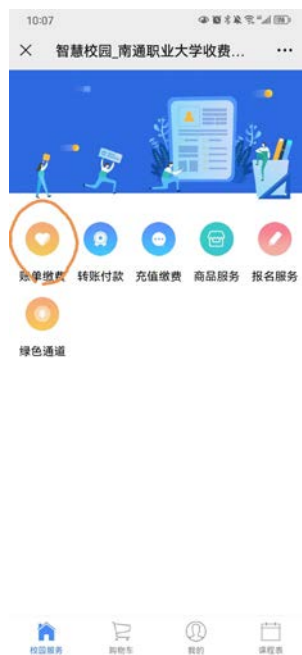 10:07
智慧校园_南通职业大学收费...
账单缴费 转账付款 充值缴费 商品服务 报名服务
绿色通道
校园服务 购物车 我的 课程表